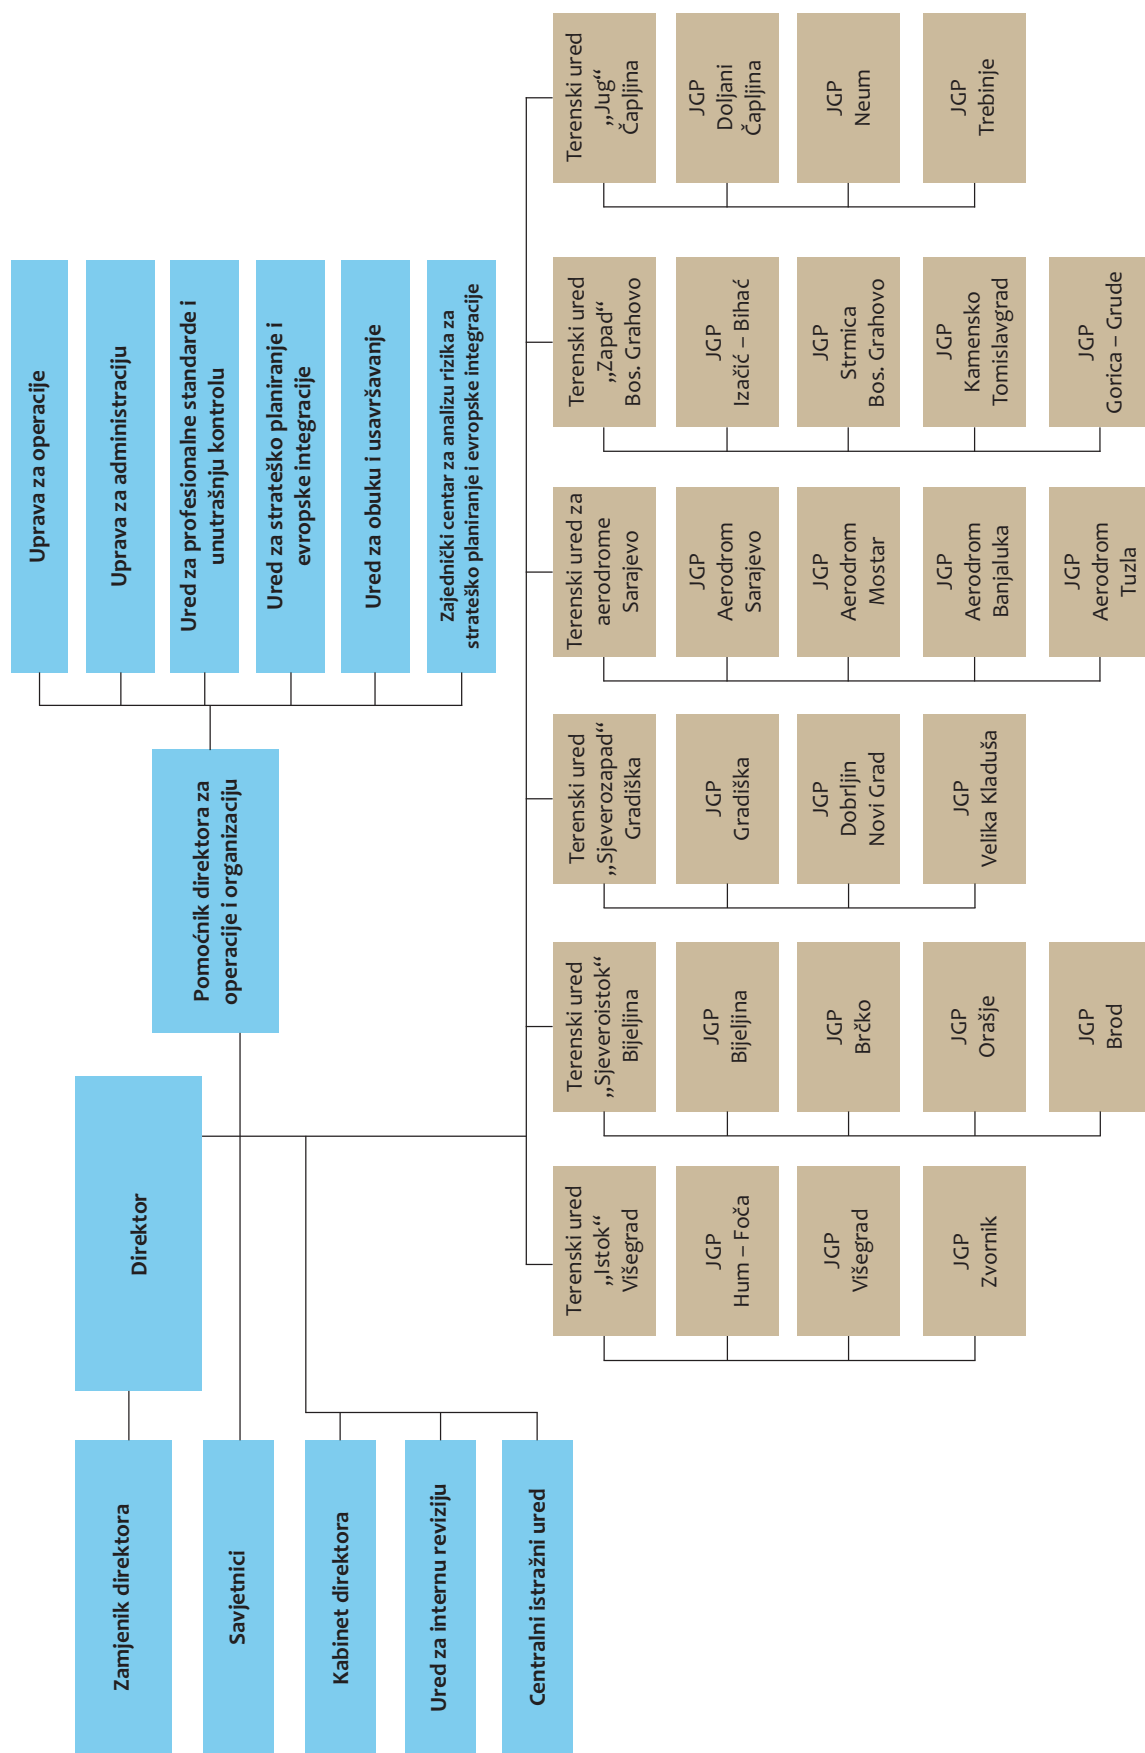 Direktor
Zamjenik direktora
Savjetnici
Pomoćnik direktora za
operacije i organizaciju
Kabinet direktora
Ured za internu reviziju
Centralni istražni ured
Uprava za operacije
Uprava za administraciju
Ured za profesionalne standarde i
unutrašnju kontrolu
Ured za strateško planiranje i
evropske integracije
Ured za obuku i usavršavanje
Zajednički centar za analizu rizika za
strateško planiranje i evropske integracije
Terenski ured
„Istok“
Višegrad
JGP
Hum – Foča
JGP
Višegrad
JGP
Zvornik
Terenski ured
„Sjeveroistok“
Bijeljina
JGP
Bijeljina
JGP
Brčko
JGP
Orašje
JGP
Brod
Terenski ured
„Sjeverozapad“
Gradiška
JGP
Gradiška
JGP
Dobrljin
Novi Grad
JGP
Velika Kladuša
Terenski ured za
aerodrome
Sarajevo
JGP
Aerodrom
Sarajevo
JGP
Aerodrom
Mostar
JGP
Aerodrom
Banjaluka
JGP
Aerodrom
Tuzla
Terenski ured
„Zapad“
Bos. Grahovo
JGP
Izačić – Bihać
JGP
Strmica
Bos. Grahovo
JGP
Kamensko
Tomislavgrad
JGP
Gorica – Grude
Terenski ured
„Jug“
Čapljina
JGP
Doljani
Čapljina
JGP
Neum
JGP
Trebinje